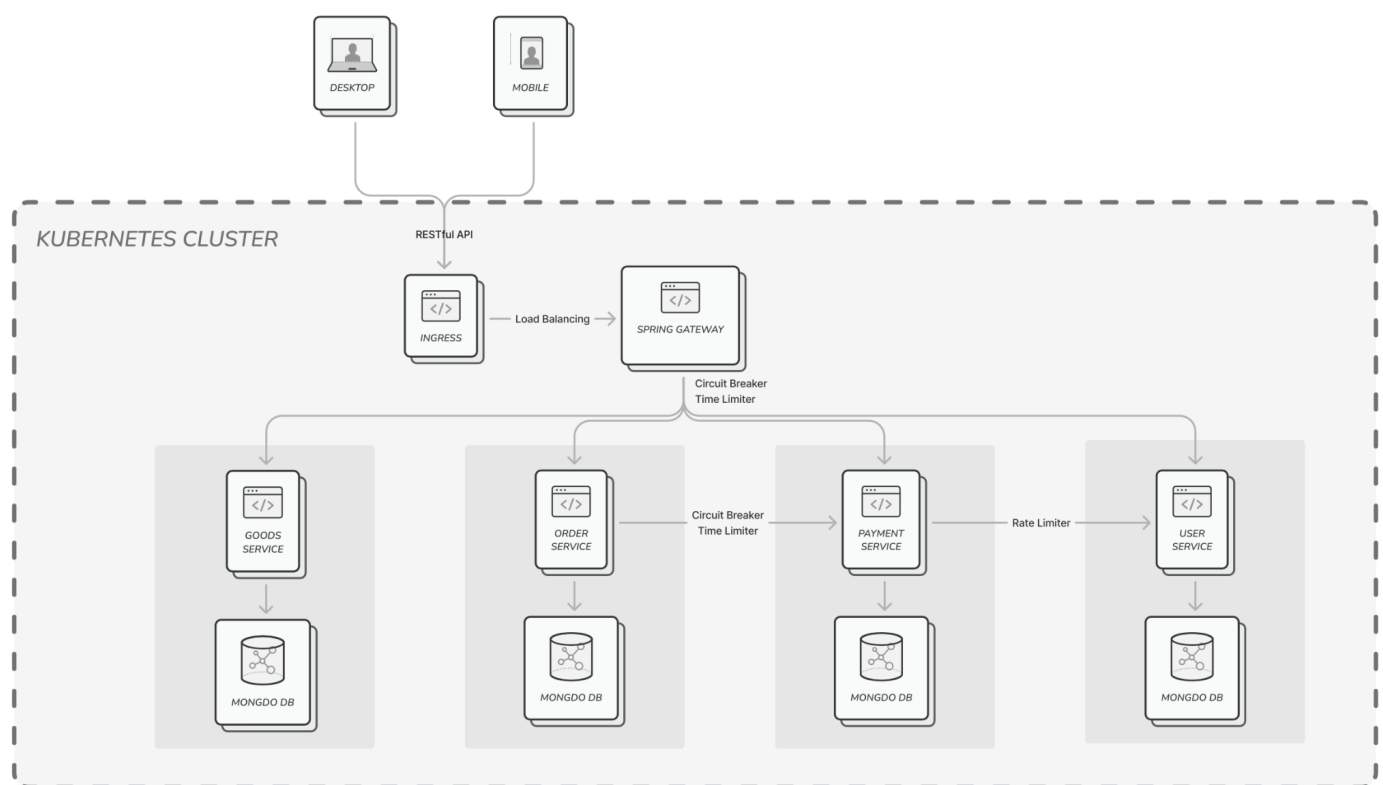 DESKTOP
MOBILE
KUBERNETES CLUSTER
RESTful API
INGRESS
Load Balancing
SPRING GATEWAY
Circuit Breaker
Time Limiter
GOODS
SERVICE
ORDER
SERVICE
Circuit Breaker
Time Limiter
PAYMENT
SERVICE
Rate Limiter
USER
SERVICE
MONGDO DB
MONGDO DB
MONGDO DB
MONGDO DB